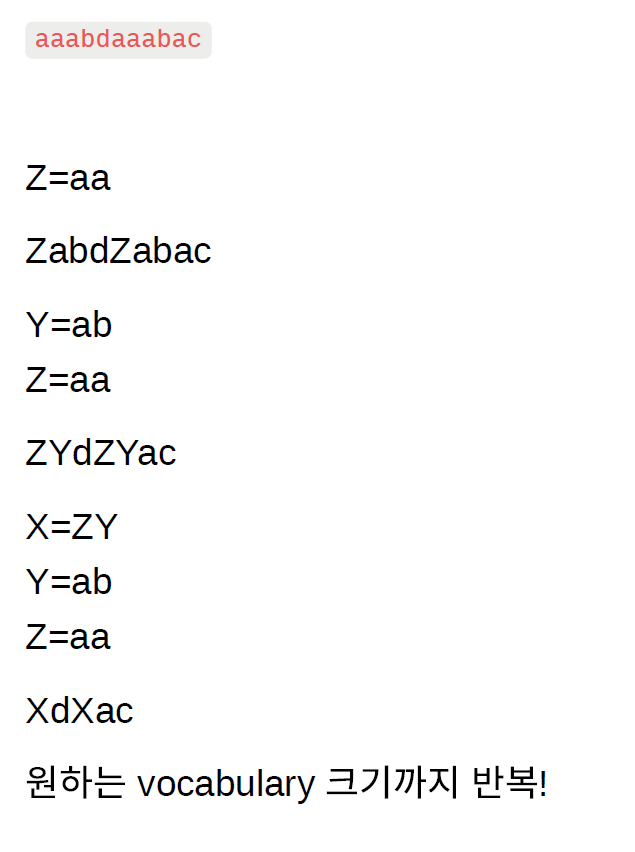 aaabdaaabac
Z=aa
ZabdZabac
Y=ab
Z=aa
ZYdZYac
X=ZY
Y=ab
Z=aa
XdXac
원하는 vocabulary 크기까지 반복!